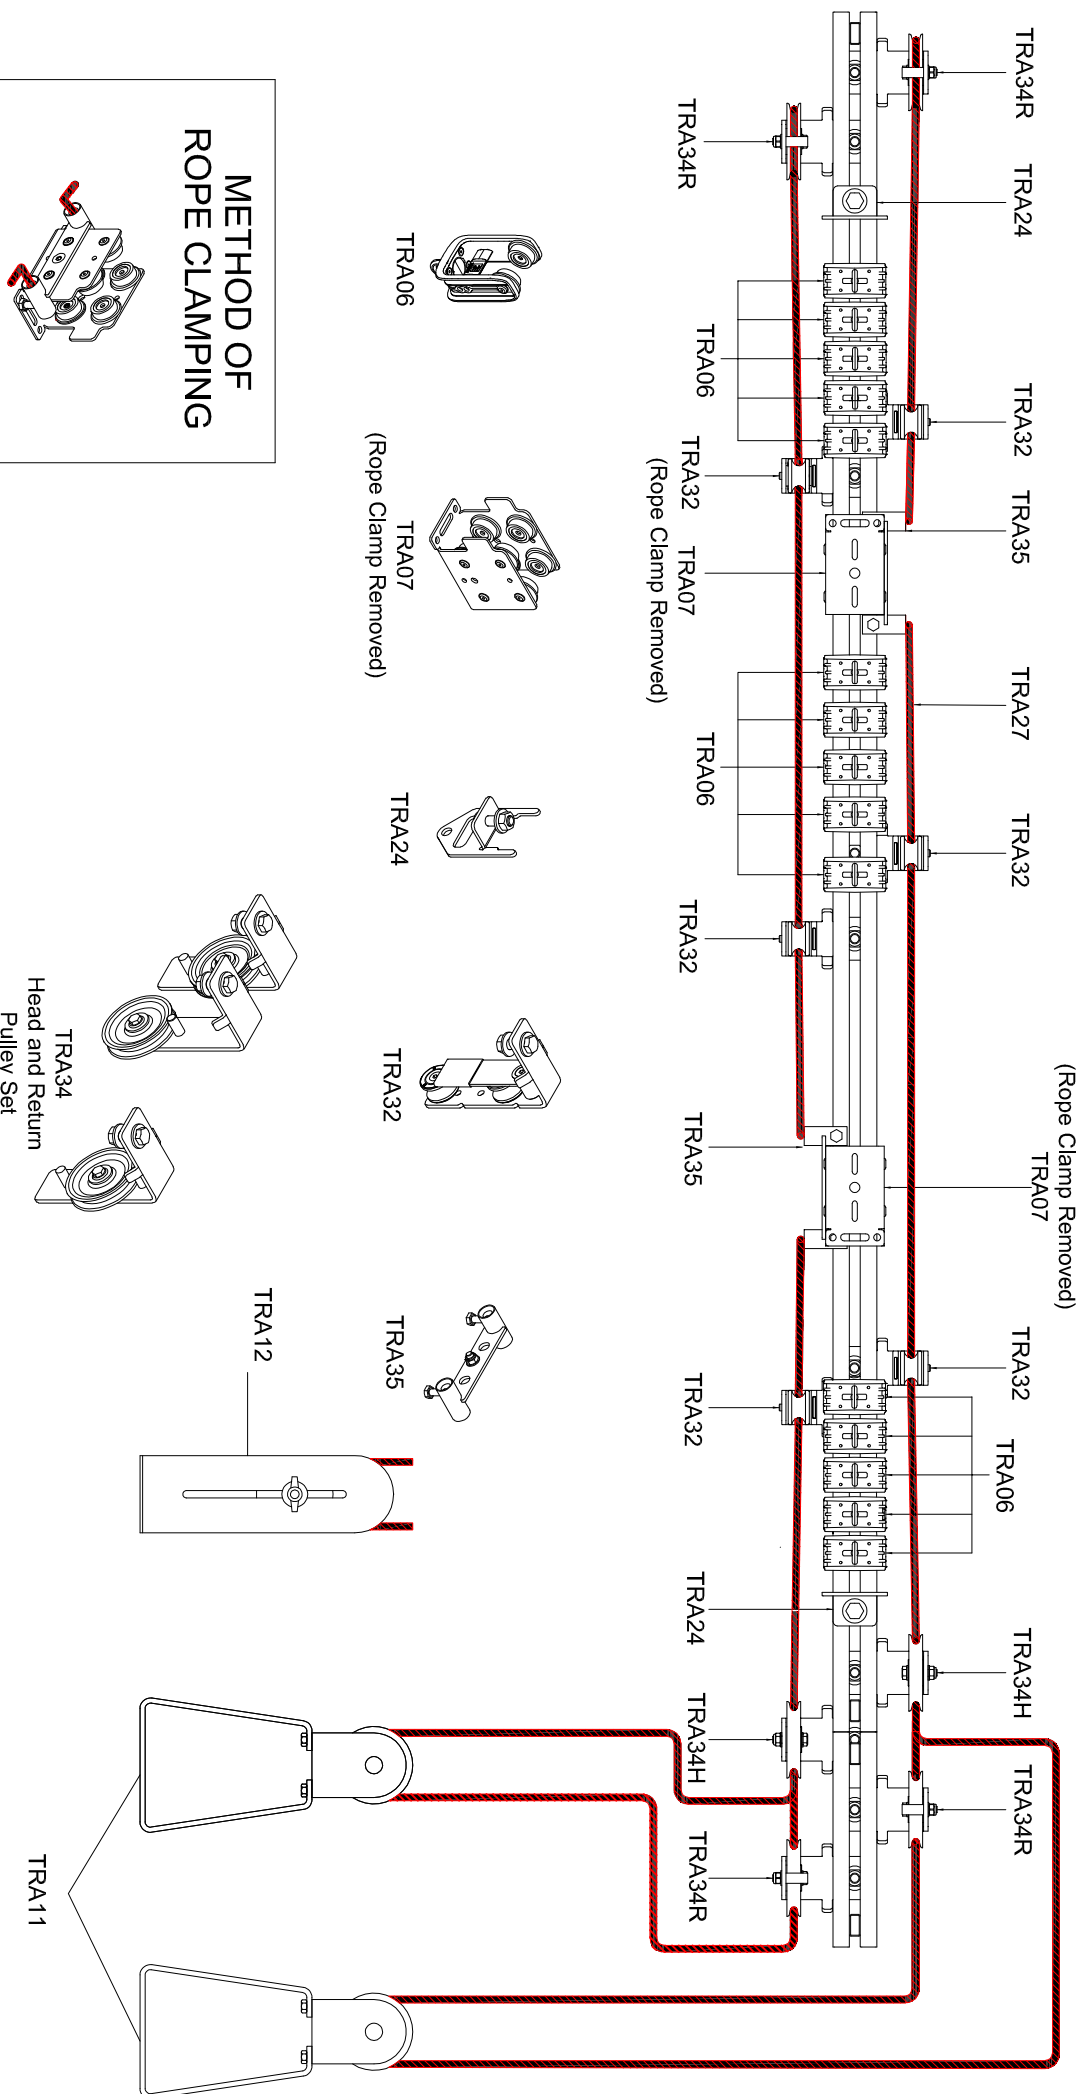 (Rope Clamp Removed)
TRA07
TRA34R
TRA24
TRA32
TRA35
TRA27
TRA32
TRA32
TRA06
TRA34H
TRA34R
TRA34R
TRA06
TRA32
TRA07
(Rope Clamp Removed)
TRA06
TRA32
TRA35
TRA32
TRA24
TRA34H
TRA34R
TRA06
TRA07
(Rope Clamp Removed)
TRA24
TRA32
TRA35
TRA12
METHOD OF
ROPE CLAMPING
TRA34
Head and Return
Pulley Set
TRA11